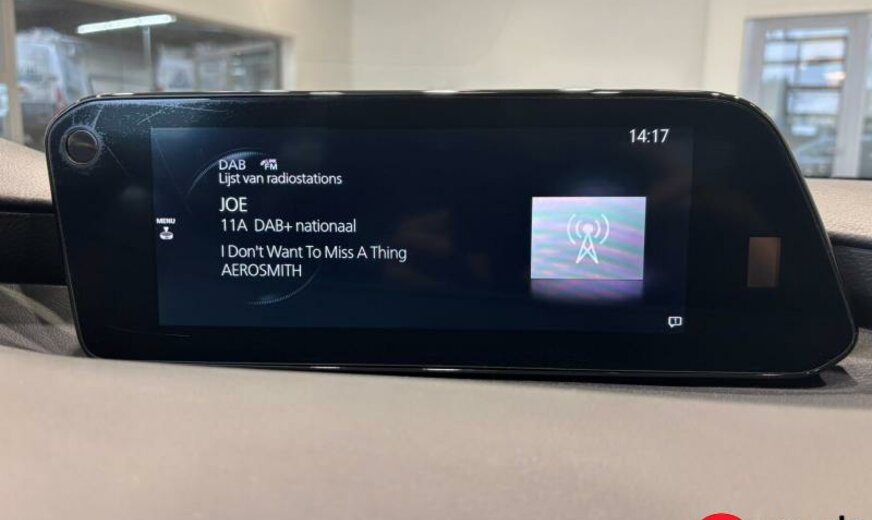 14:17
DAB FM
Lijst van radiostations
JOE
MENU
11A DAB+ nationaal
I Don't Want To Miss A Thing
AEROSMITH